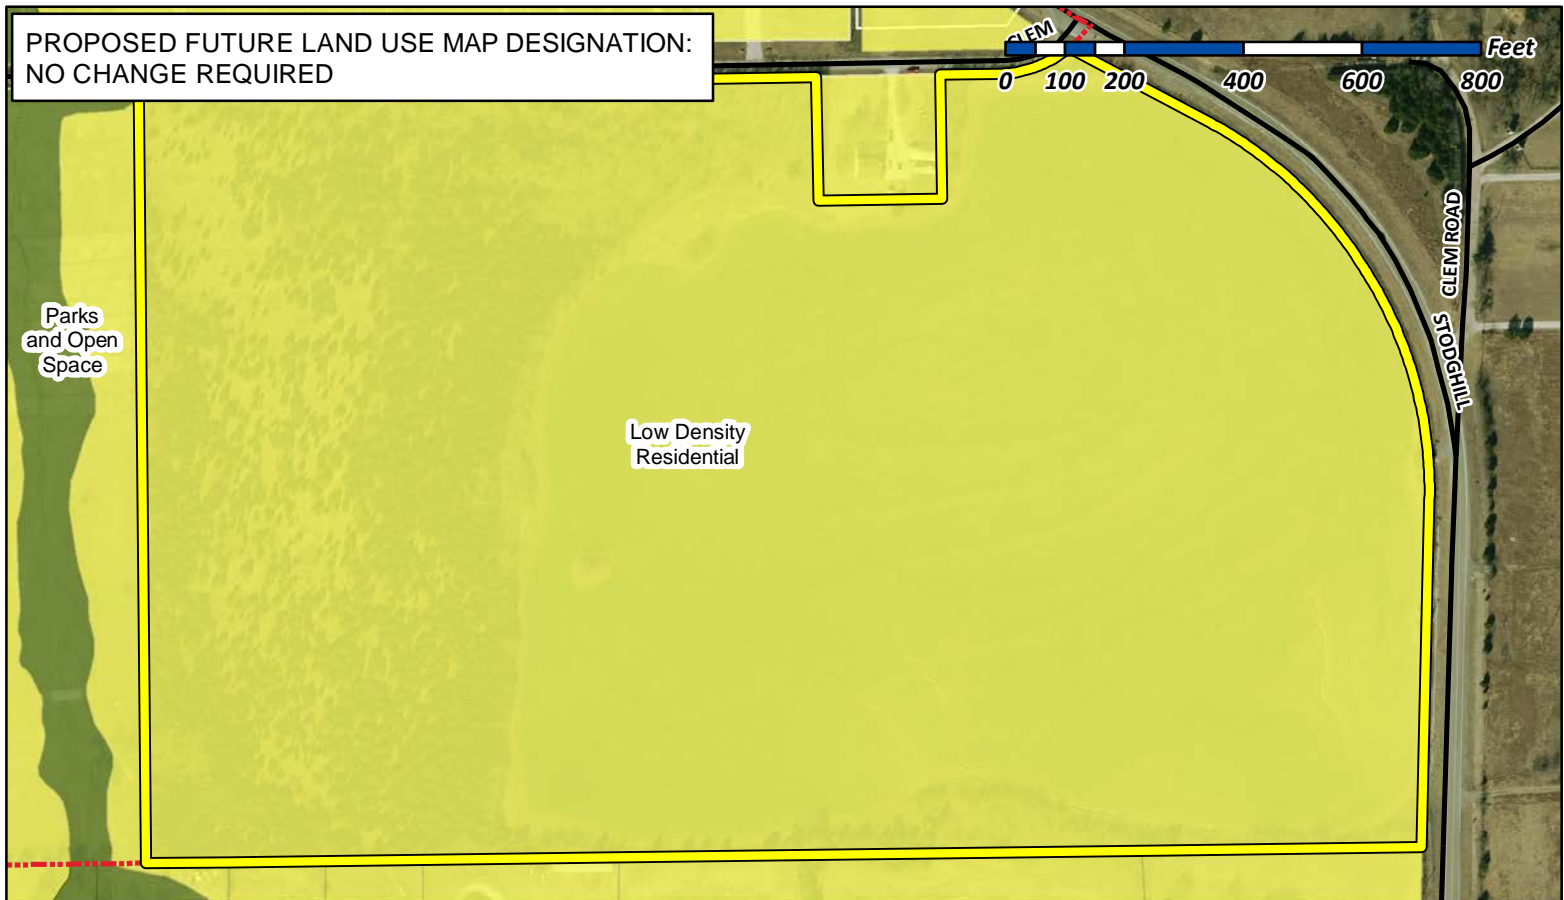 PROPOSED FUTURE LAND USE MAP DESIGNATION:
NO CHANGE REQUIRED
CLEM
Feet
0 100 200 400 600 800
CLEM ROAD
STODGHILL
Parks
and Open
Space
Low Density
Residential